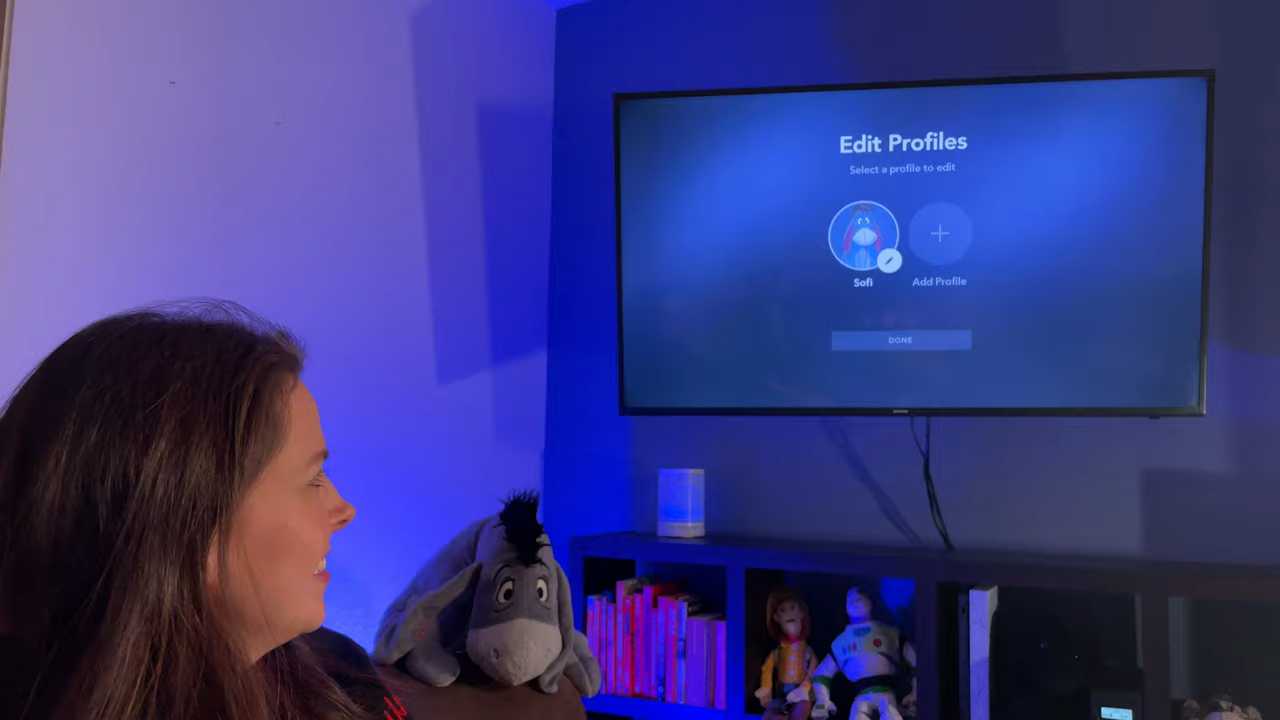 Edit Profiles
Select a profile to edit
Sofi
Add Profile
DONE